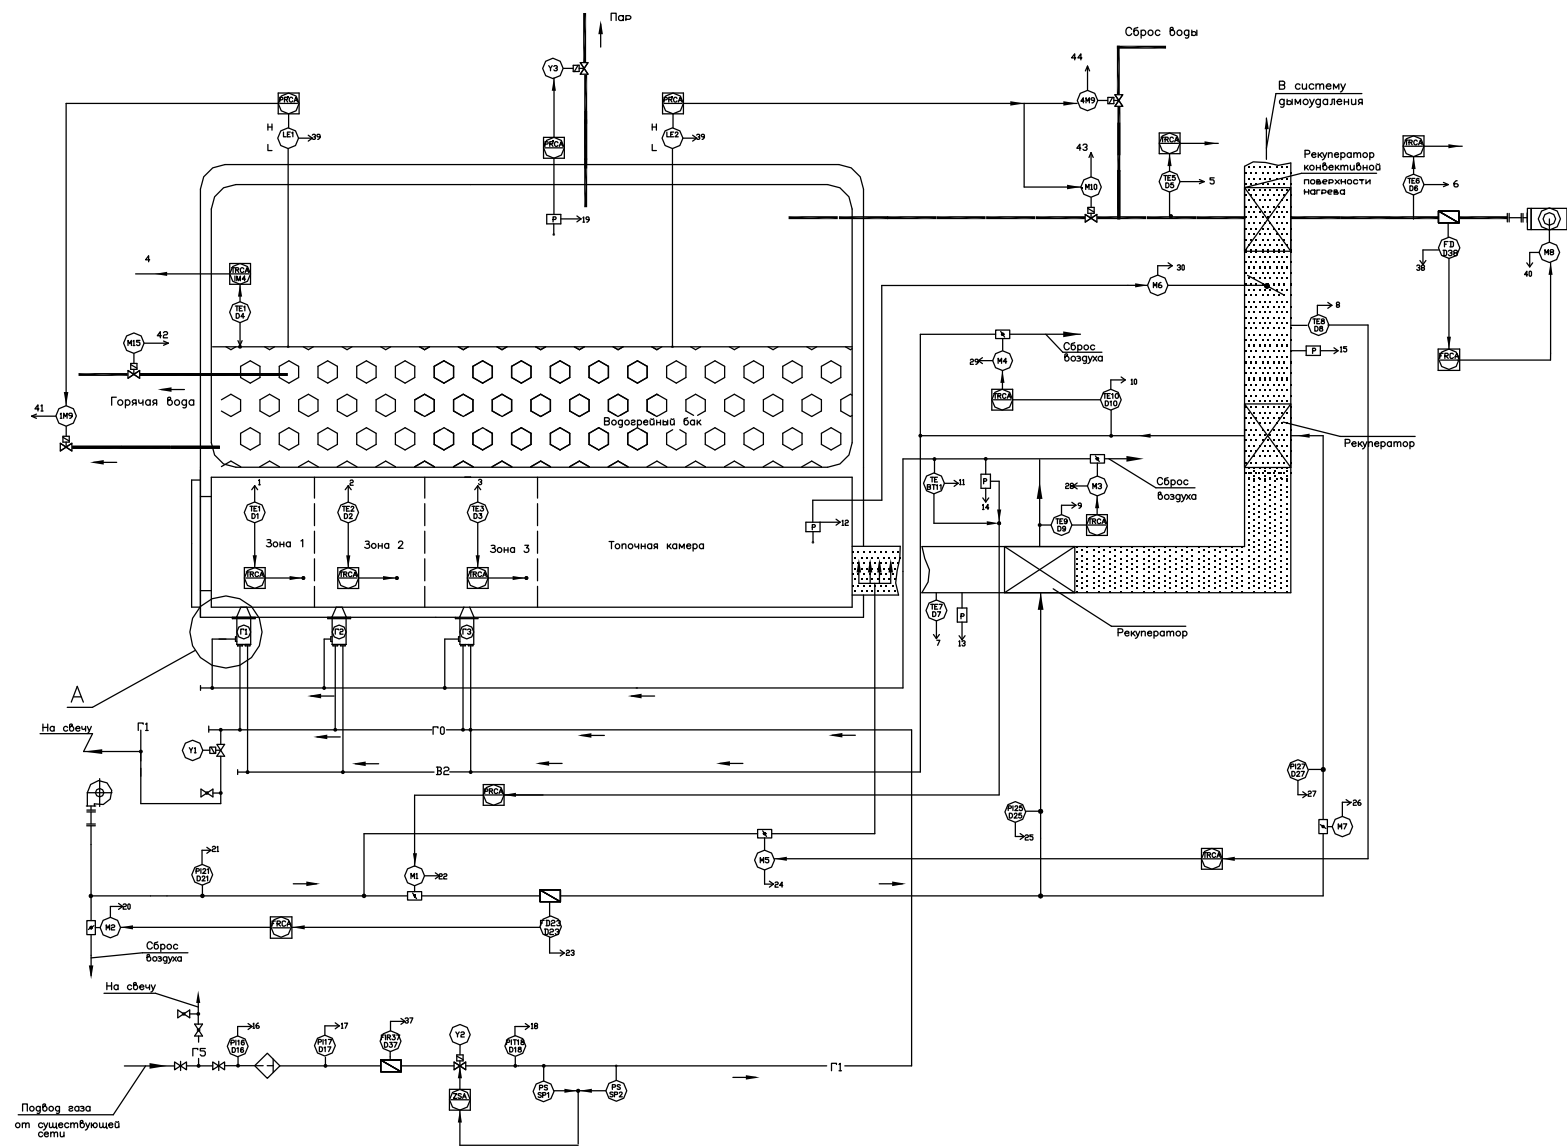 Пар
Сброс воды
44
Y3
4M9
В систему
дымоудаления
PRCA
PRCA
H
LE1
39
L
H
LE2
39
L
PRCA
43
M10
TRCA
TE5
D5
5
Рекуператор
конвективной
поверхности
нагрева
TRCA
TE6
D6
6
P
19
FD
D38
38
M8
40
4
TRCA
1M4
TE1
D4
M6
30
M15
42
TE8
D8
8
P
15
FRCA
Сброс
воздуха
M4
29
TRCA
TE10
D10
10
Горячая вода
41
1M9
Водогрейный бак
Рекуператор
1
TE1
D1
2
TE2
D2
3
TE3
D3
TE
BT11
11
P
14
M3
28
Сброс
воздуха
TE9
D9
9
TRCA
P
12
Зона 1
Зона 2
Зона 3
Топочная камера
TRCA
TRCA
TRCA
TE7
D7
7
P
13
Рекуператор
Г1
Г2
Г3
А
На свечу
Г1
Г0
Y1
В2
PI27
D27
27
PRCA
PI25
D25
25
M7
26
PI21
D21
21
M1
22
M5
24
TRCA
M2
20
FRCA
FD23
D23
23
Сброс
воздуха
На свечу
Г5
PI16
D16
16
PI17
D17
17
FIR37
D37
37
Y2
PIT18
D18
18
Г1
ZSA
PS
SP1
PS
SP2
Подвод газа
от существующей
сети